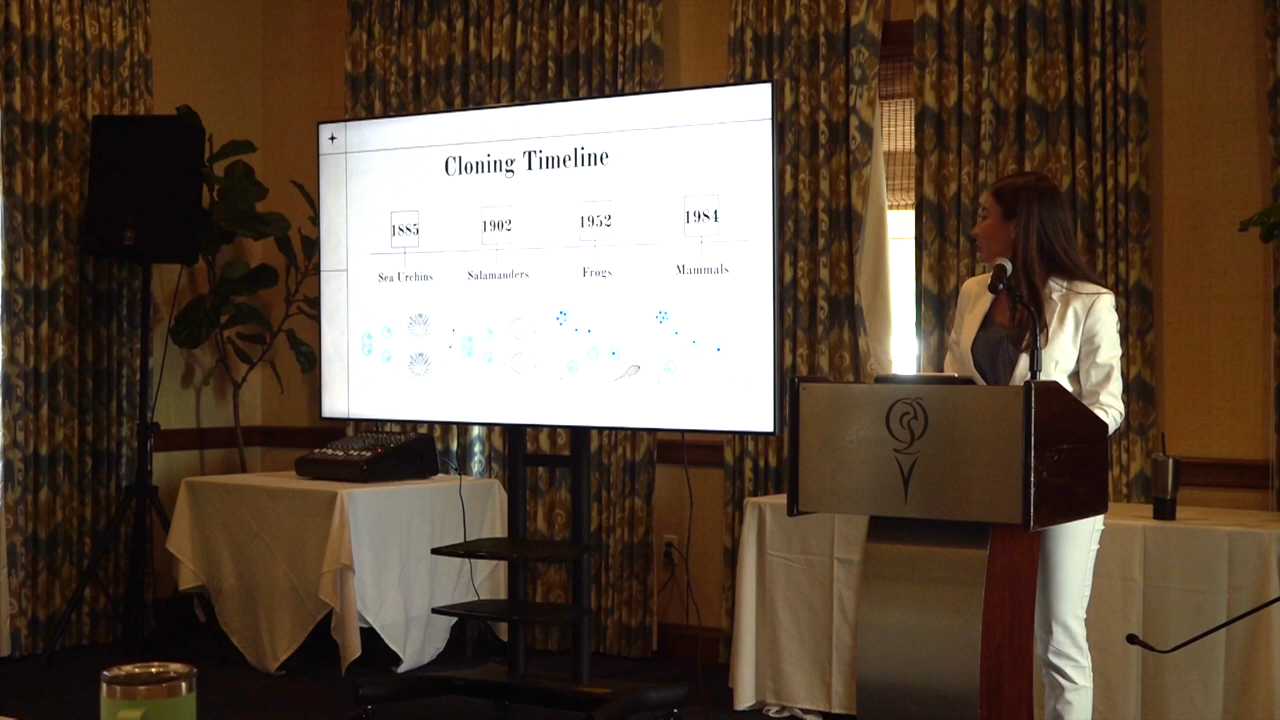 Cloning Timeline
1885 1902 1952 1984
Sea Urchins Salamanders Frogs Mammals